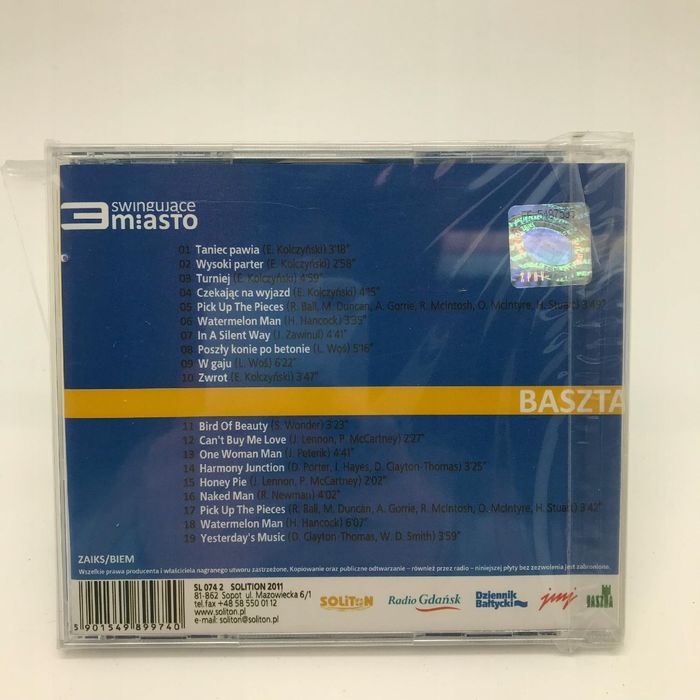 swingujące
3miasto
01 Taniec pawia (E. Kolczyński) 3'18"
02 Wysoki parter (E. Kolczyński) 2'58"
03 Turniej (E. Kolczyński) 4'59"
04 Czekając na wyjazd (E. Kolczyński) 4'15"
05 Pick Up The Pieces (R. Ball, M. Duncan, A. Gorrie, R. McIntosh, O. McIntyre, H. Stuart) 3'49"
06 Watermelon Man (H. Hancock) 3'35"
07 In A Silent Way (J. Zawinul) 4'41"
08 Poszły konie po betonie (L. Woś) 5'16"
09 W gaju (L. Woś) 6'22"
10 Zwrot (E. Kolczyński) 3'47"
BASZTA
11 Bird Of Beauty (S. Wonder) 3'23"
12 Can't Buy Me Love (J. Lennon, P. McCartney) 2'27"
13 One Woman Man (J. Peterik) 4'41"
14 Harmony Junction (D. Porter, I. Hayes, D. Clayton-Thomas) 3'25"
15 Honey Pie (J. Lennon, P. McCartney) 2'02"
16 Naked Man (R. Newman) 4'02"
17 Pick Up The Pieces (R. Ball, M. Duncan, A. Gorrie, R. McIntosh, O. McIntyre, H. Stuart) 3'42"
18 Watermelon Man (H. Hancock) 6'07"
19 Yesterday's Music (D. Clayton-Thomas, W. D. Smith) 3'59"
ZAIKS/BIEM
Wszelkie prawa producenta i właściciela nagranego utworu zastrzeżone. Kopiowanie oraz publiczne odtwarzanie – również przez radio – niniejszej płyty bez zezwolenia jest zabronione.
SL 074 2 SOLITION 2011
81-862 Sopot ul. Mazowiecka 6/1
tel.fax +48 58 550 01 12
www.soliton.pl
e-mail: soliton@soliton.pl
5901549899740
SOLITON
Radio Gdańsk
Dziennik
Bałtycki
jmj
BASZTA